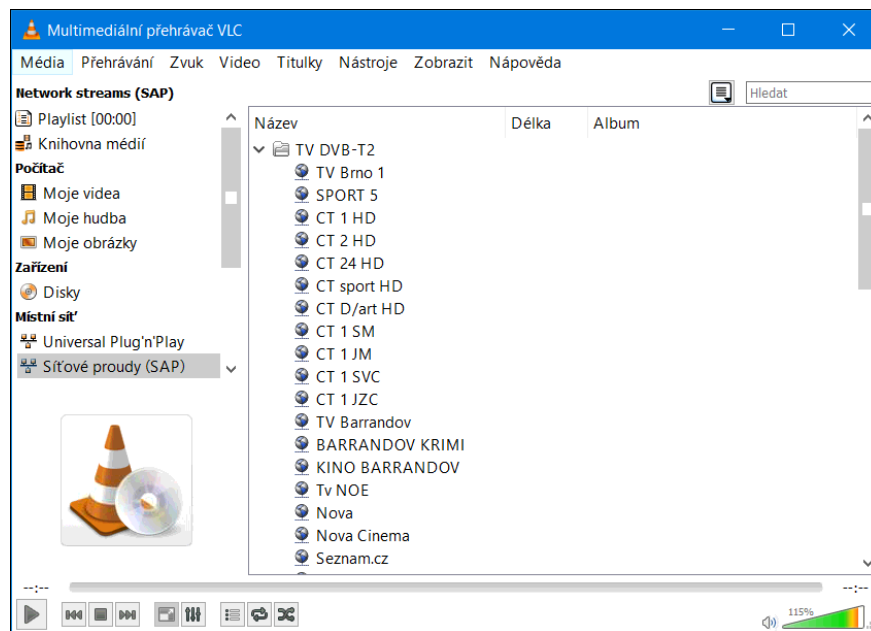 Multimediální přehrávač VLC
Média Přehrávání Zvuk Video Titulky Nástroje Zobrazit Nápověda
Network streams (SAP)
Hledat
Playlist [00:00]
Knihovna médií
Počítač
Moje videa
Moje hudba
Moje obrázky
Zařízení
Disky
Místní síť
Universal Plug'n'Play
Síťové proudy (SAP)
Název Délka Album
TV DVB-T2
TV Brno 1
SPORT 5
CT 1 HD
CT 2 HD
CT 24 HD
CT sport HD
CT D/art HD
CT 1 SM
CT 1 JM
CT 1 SVC
CT 1 JZC
TV Barrandov
BARRANDOV KRIMI
KINO BARRANDOV
Tv NOE
Nova
Nova Cinema
Seznam.cz
--:-- --:--
115%